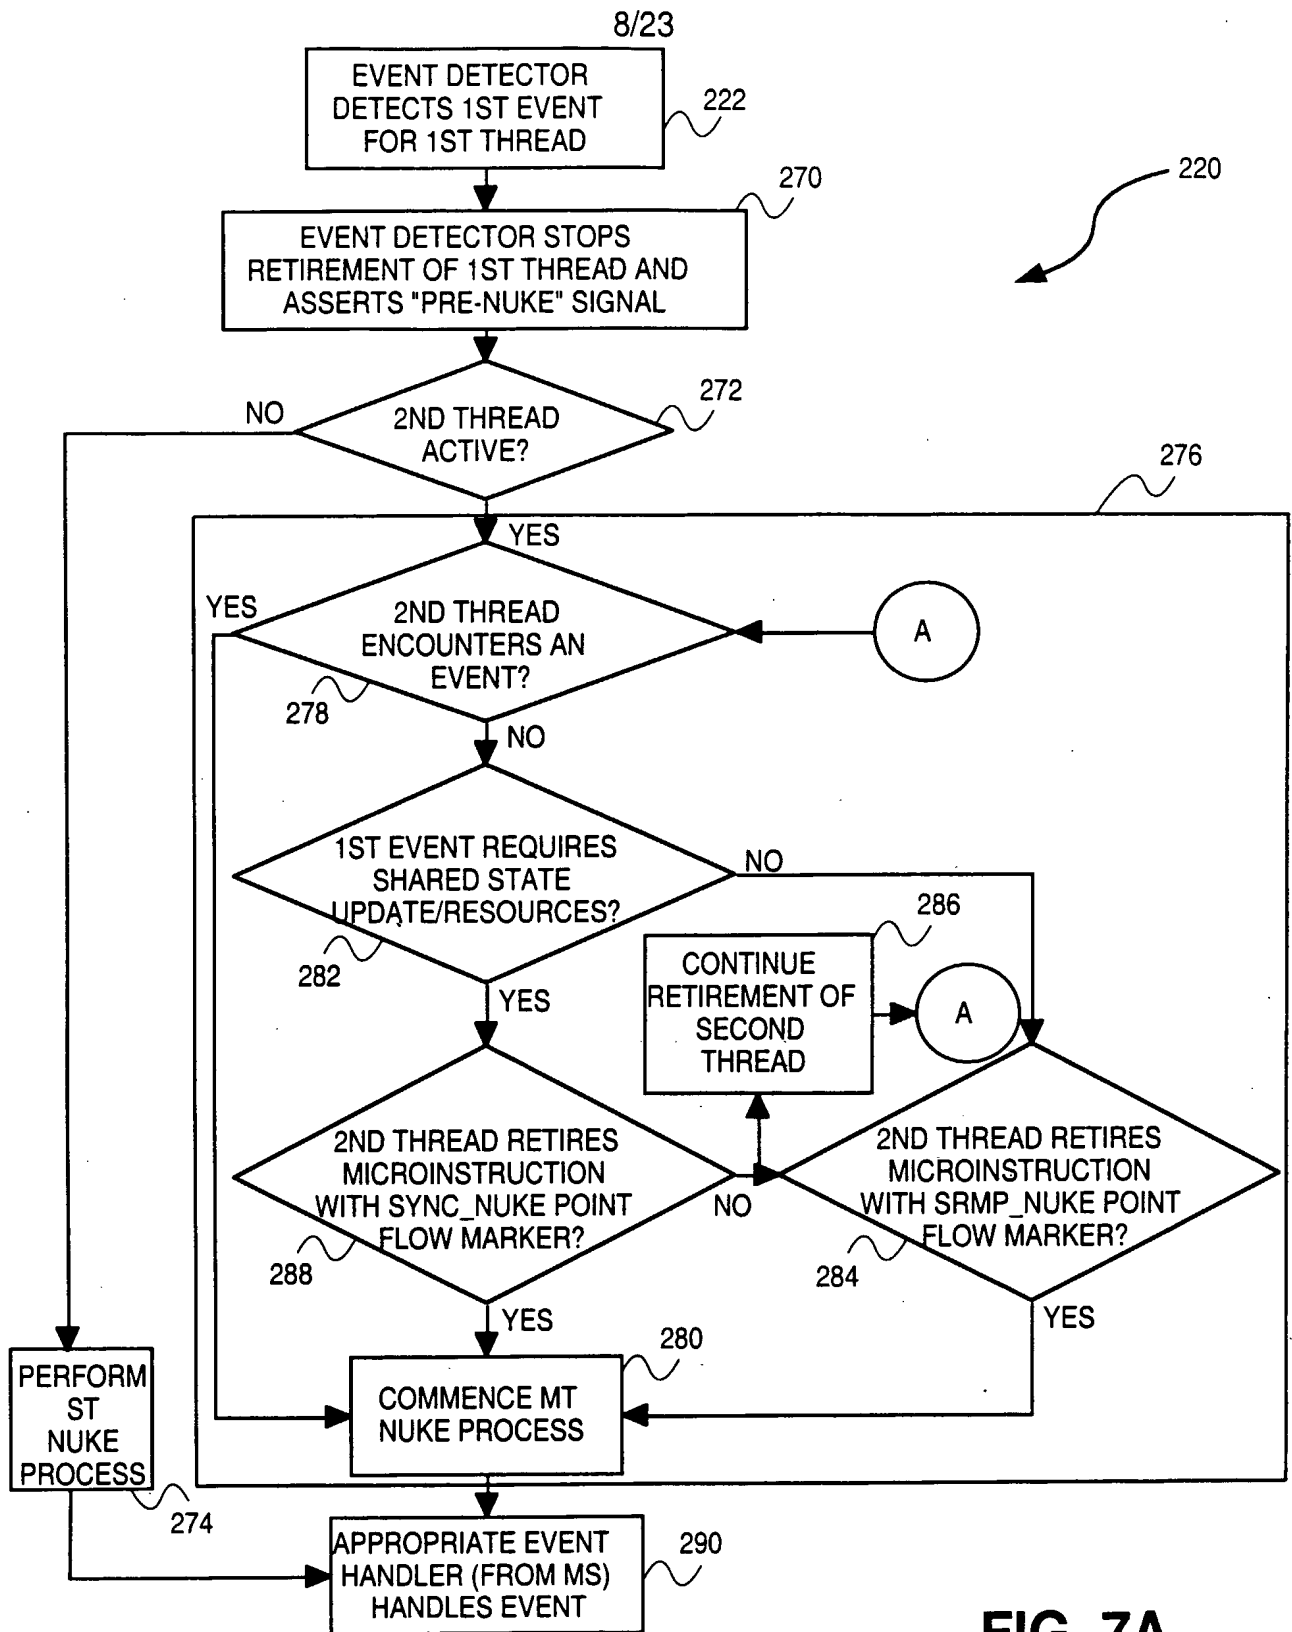 8/23
EVENT DETECTOR
DETECTS 1ST EVENT
FOR 1ST THREAD
222
220
270
EVENT DETECTOR STOPS
RETIREMENT OF 1ST THREAD AND
ASSERTS "PRE-NUKE" SIGNAL
272
NO
2ND THREAD
ACTIVE?
276
YES
YES
2ND THREAD
ENCOUNTERS AN
EVENT?
A
278
NO
1ST EVENT REQUIRES
SHARED STATE
UPDATE/RESOURCES?
NO
282
286
CONTINUE
RETIREMENT OF
SECOND
THREAD
A
YES
2ND THREAD RETIRES
MICROINSTRUCTION
WITH SYNC_NUKE POINT
FLOW MARKER?
NO
288
2ND THREAD RETIRES
MICROINSTRUCTION
WITH SRMP_NUKE POINT
FLOW MARKER?
284
YES
YES
280
COMMENCE MT
NUKE PROCESS
PERFORM
ST
NUKE
PROCESS
274
APPROPRIATE EVENT
HANDLER (FROM MS)
HANDLES EVENT
290
FIG. 7A